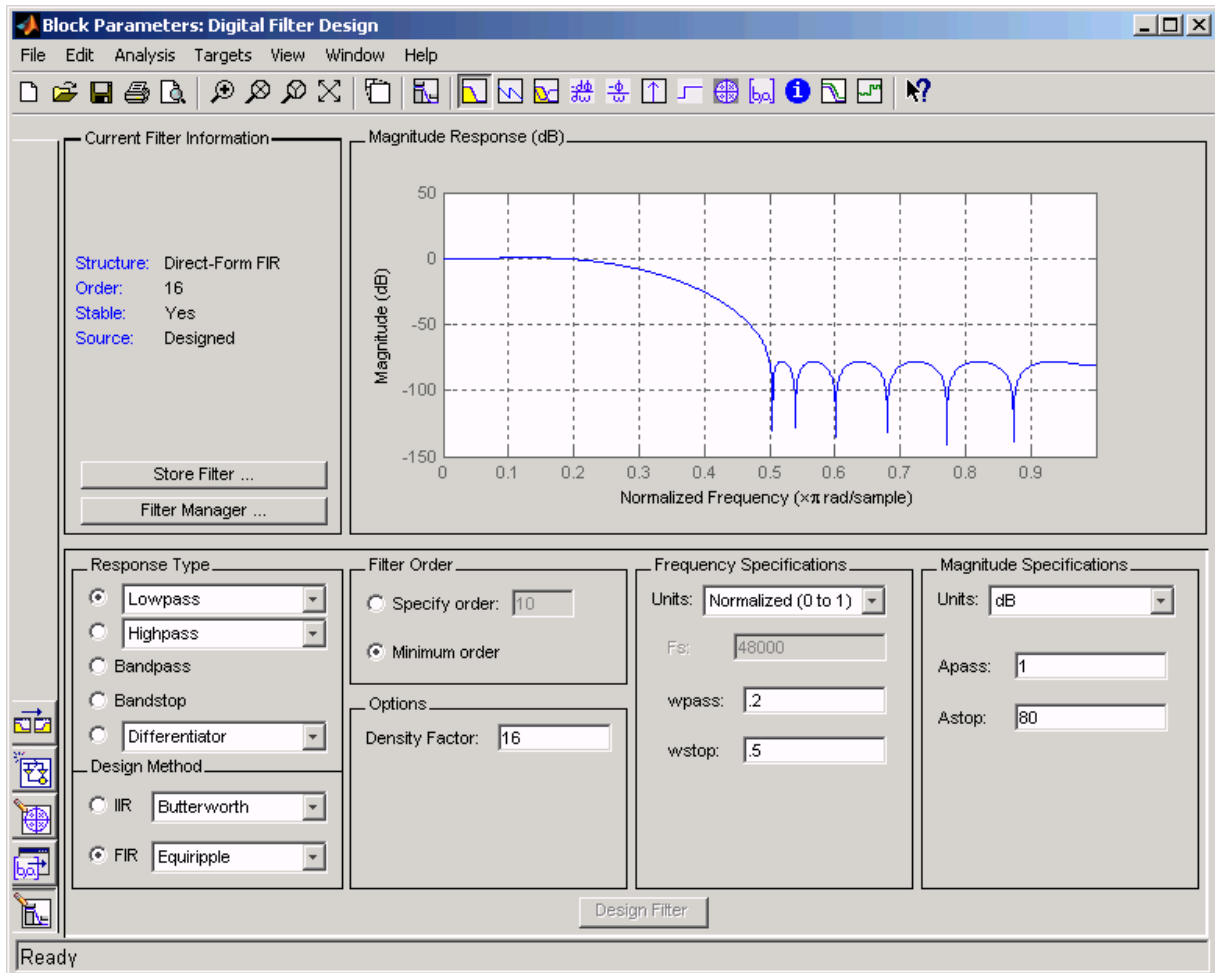 Block Parameters: Digital Filter Design
File Edit Analysis Targets View Window Help
Current Filter Information
Structure: Direct-Form FIR
Order: 16
Stable: Yes
Source: Designed
Store Filter ...
Filter Manager ...
Magnitude Response (dB)
50
0
-50
-100
-150
Magnitude (dB)
0 0.1 0.2 0.3 0.4 0.5 0.6 0.7 0.8 0.9
Normalized Frequency (×π rad/sample)
Response Type
Lowpass
Highpass
Bandpass
Bandstop
Differentiator
Design Method
IIR Butterworth
FIR Equiripple
Filter Order
Specify order: 10
Minimum order
Options
Density Factor: 16
Frequency Specifications
Units: Normalized (0 to 1)
Fs: 48000
wpass: .2
wstop: .5
Magnitude Specifications
Units: dB
Apass: 1
Astop: 80
Design Filter
Ready